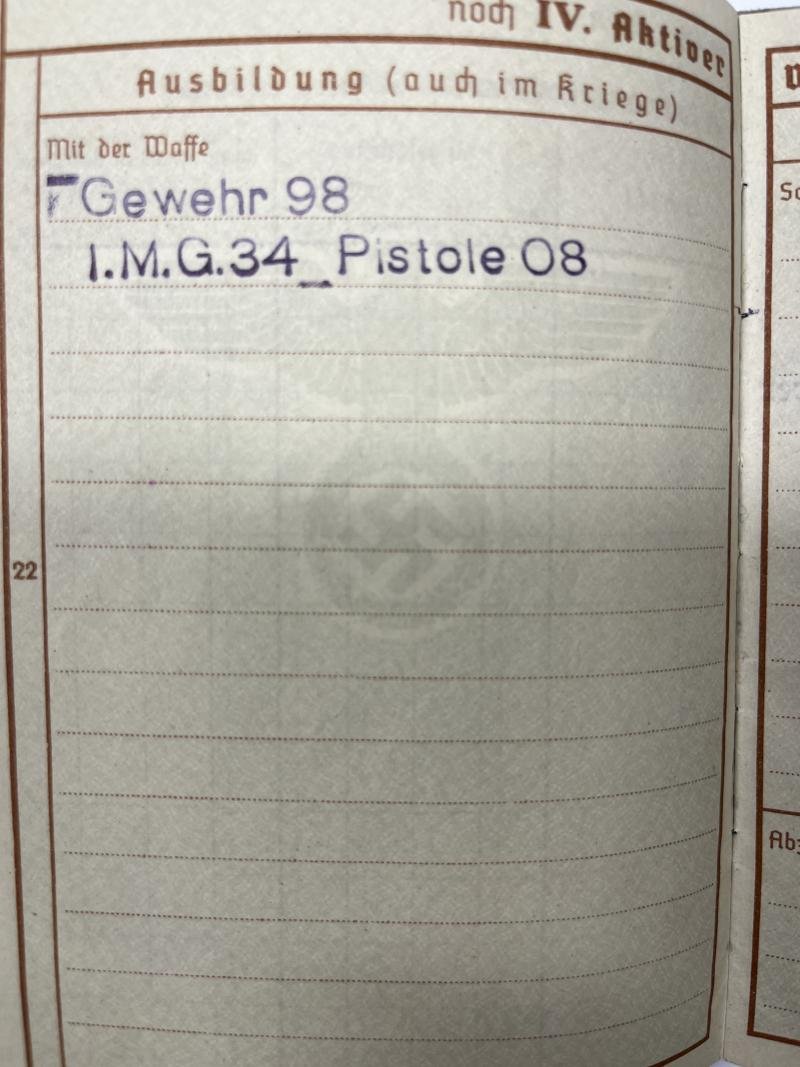 noch IV. Aktiver
Ausbildung (auch im Kriege)
Mit der Waffe
Gewehr 98
l.M.G.34_Pistole 08
22